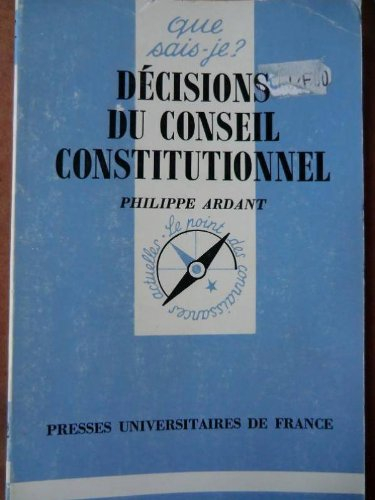 que
sais-je?
DÉCISIONS
DU CONSEIL
CONSTITUTIONNEL
PHILIPPE ARDANT
Le point des connaissances actuelles
PRESSES UNIVERSITAIRES DE FRANCE